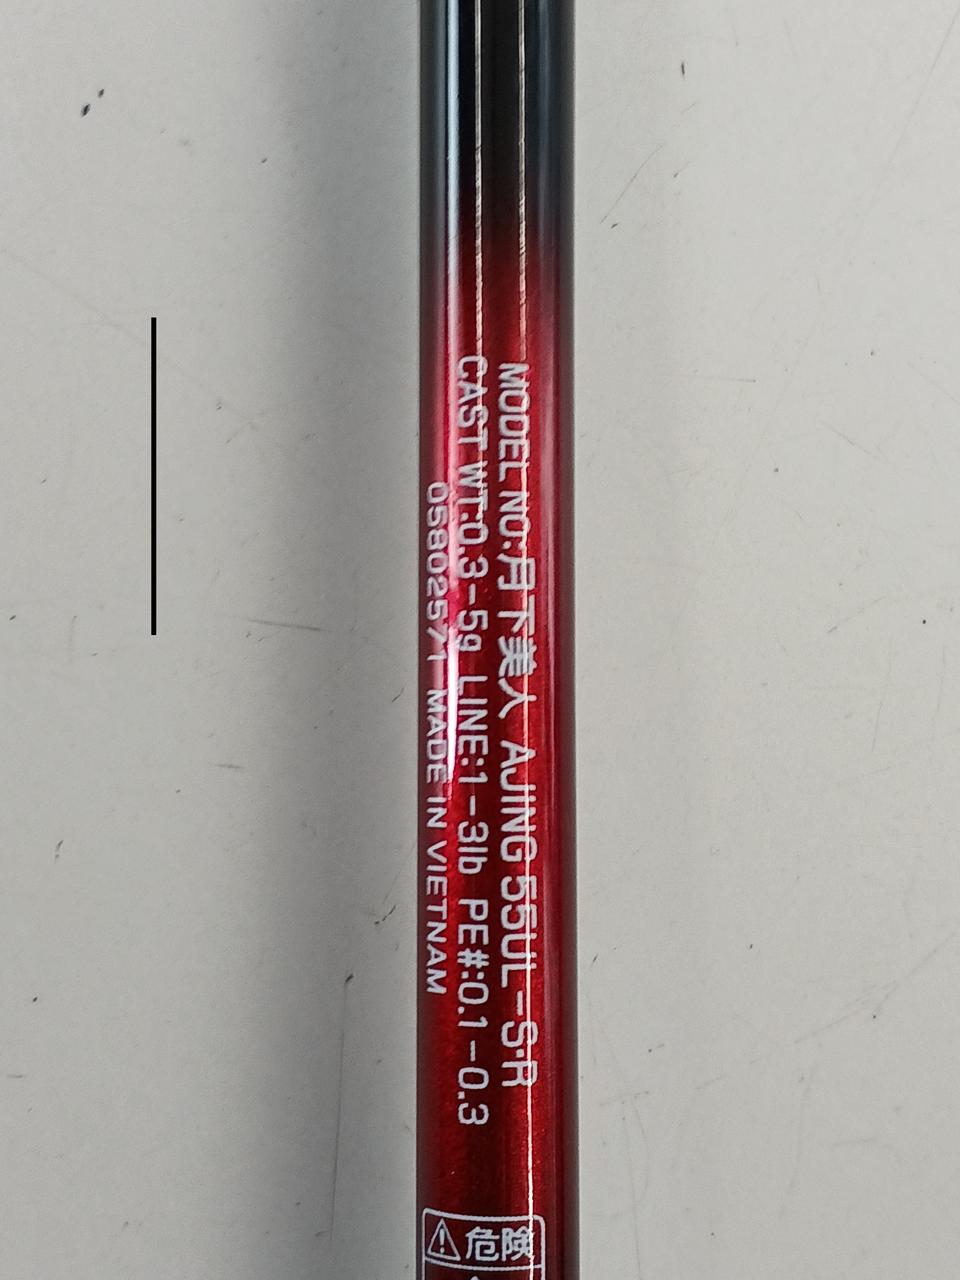 MODEL NO:月下美人 AJING 55UL-S・R
CAST WT:0.3-5g LINE:1-3lb PE#:0.1-0.3
05802571 MADE IN VIETNAM
危険